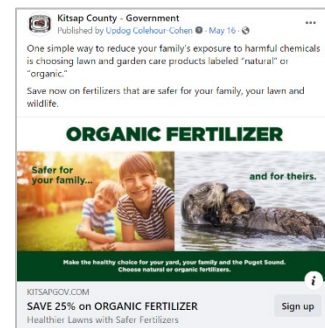 Kitsap County - Government
Published by Updog Colehour-Cohen · May 16 ·
One simple way to reduce your family's exposure to harmful chemicals
is choosing lawn and garden care products labeled "natural" or
"organic."
Save now on fertilizers that are safer for your family, your lawn and
wildlife.
ORGANIC FERTILIZER
Safer for
your family...
and for theirs.
Make the healthy choice for your yard, your family and the Puget Sound.
Choose natural or organic fertilizers.
KITSAPGOV.COM
SAVE 25% on ORGANIC FERTILIZER
Healthier Lawns with Safer Fertilizers
Sign up